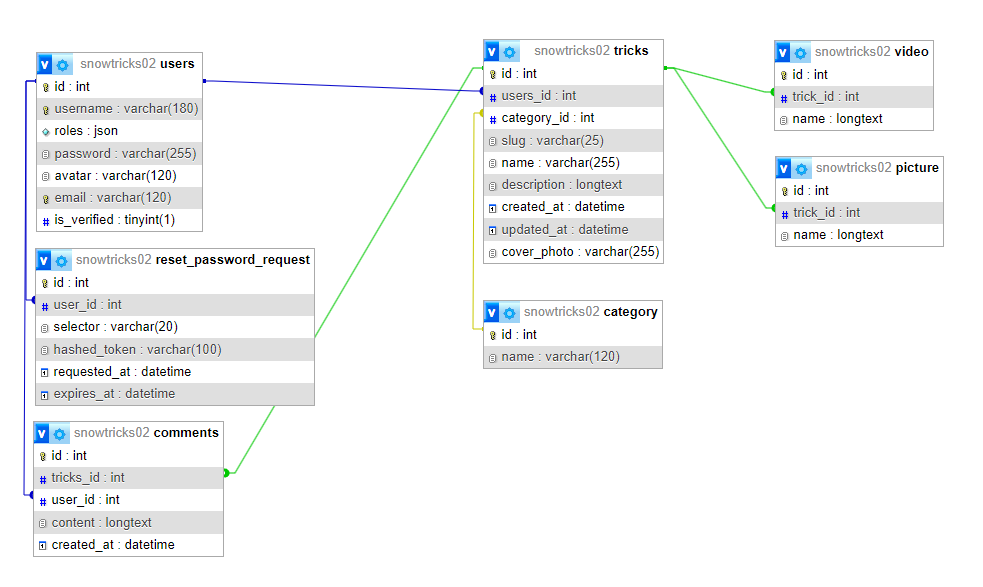 snowtricks02 users
id : int
username : varchar(180)
roles : json
password : varchar(255)
avatar : varchar(120)
email : varchar(120)
is_verified : tinyint(1)
snowtricks02 reset_password_request
id : int
user_id : int
selector : varchar(20)
hashed_token : varchar(100)
requested_at : datetime
expires_at : datetime
snowtricks02 comments
id : int
tricks_id : int
user_id : int
content : longtext
created_at : datetime
snowtricks02 tricks
id : int
users_id : int
category_id : int
slug : varchar(25)
name : varchar(255)
description : longtext
created_at : datetime
updated_at : datetime
cover_photo : varchar(255)
snowtricks02 category
id : int
name : varchar(120)
snowtricks02 video
id : int
trick_id : int
name : longtext
snowtricks02 picture
id : int
trick_id : int
name : longtext